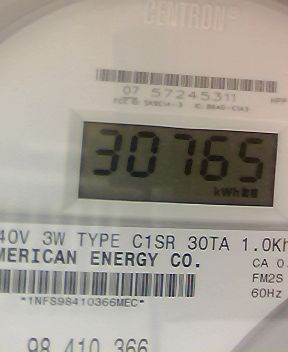 CENTRON®
07 57245311
30765
kWh
40V 3W TYPE C1SR 30TA 1.0Kh
MERICAN ENERGY CO.
CA 0.
FM2S
60Hz
*1NFS98410366MEC*
98 410 366